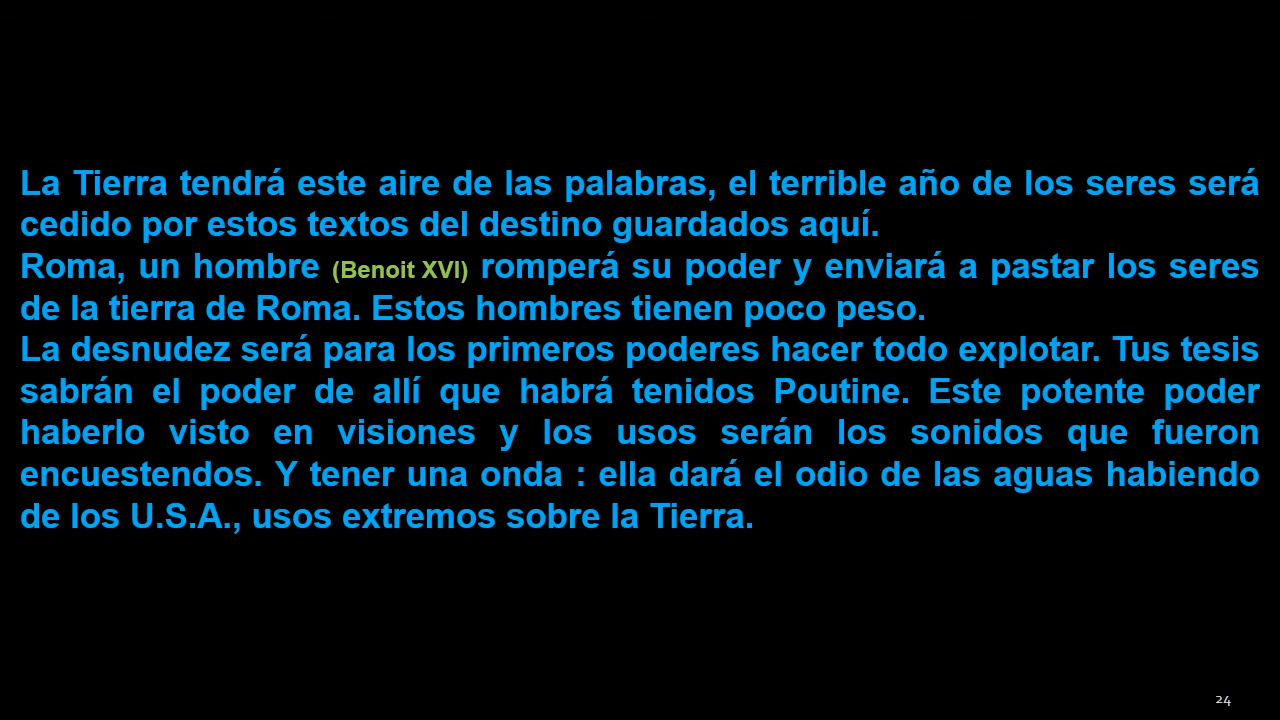 La Tierra tendrá este aire de las palabras, el terrible año de los seres será
cedido por estos textos del destino guardados aquí.
Roma, un hombre (Benoit XVI) romperá su poder y enviará a pastar los seres
de la tierra de Roma. Estos hombres tienen poco peso.
La desnudez será para los primeros poderes hacer todo explotar. Tus tesis
sabrán el poder de allí que habrá tenidos Poutine. Este potente poder
haberlo visto en visiones y los usos serán los sonidos que fueron
encuestendos. Y tener una onda : ella dará el odio de las aguas habiendo
de los U.S.A., usos extremos sobre la Tierra.
24